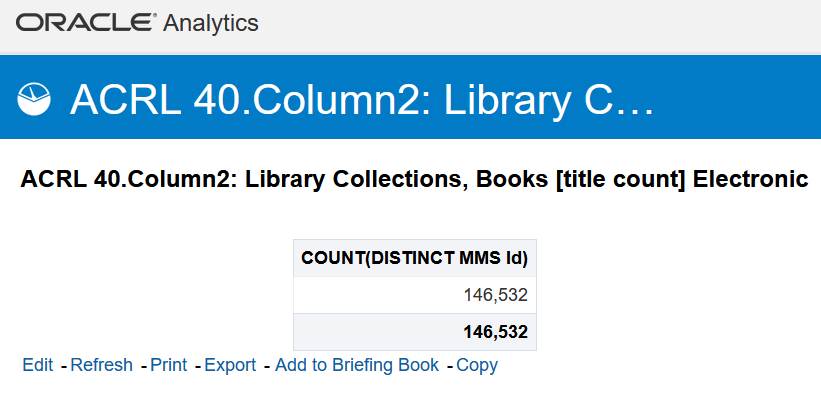 ORACLE® Analytics
ACRL 40.Column2: Library C…
ACRL 40.Column2: Library Collections, Books [title count] Electronic
COUNT(DISTINCT MMS Id)
146,532
146,532
Edit - Refresh - Print - Export - Add to Briefing Book - Copy